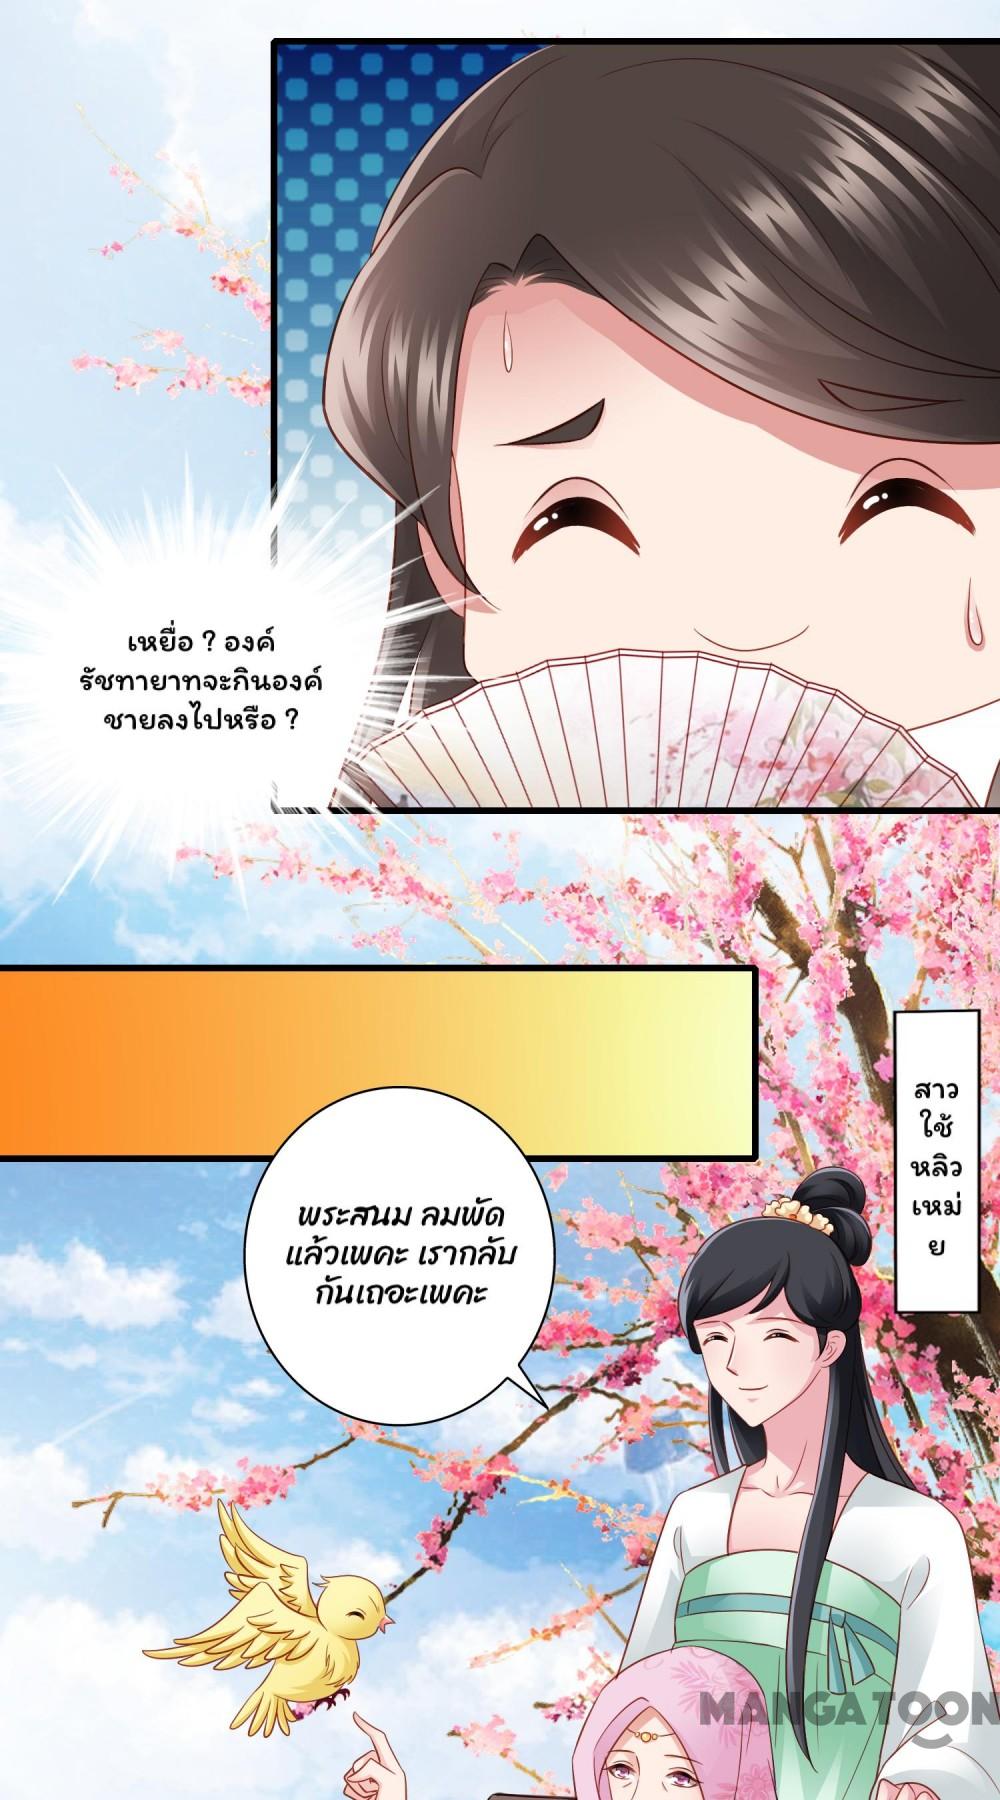 เหยื่อ ? องค์
รัชทายาทจะกินองค์
ชายลงไปหรือ ?
สาว
ใช้
หลิว
เหม่
ย
พระสนม ลมพัด
แล้วเพคะ เรากลับ
กันเถอะเพคะ
MANGATOON